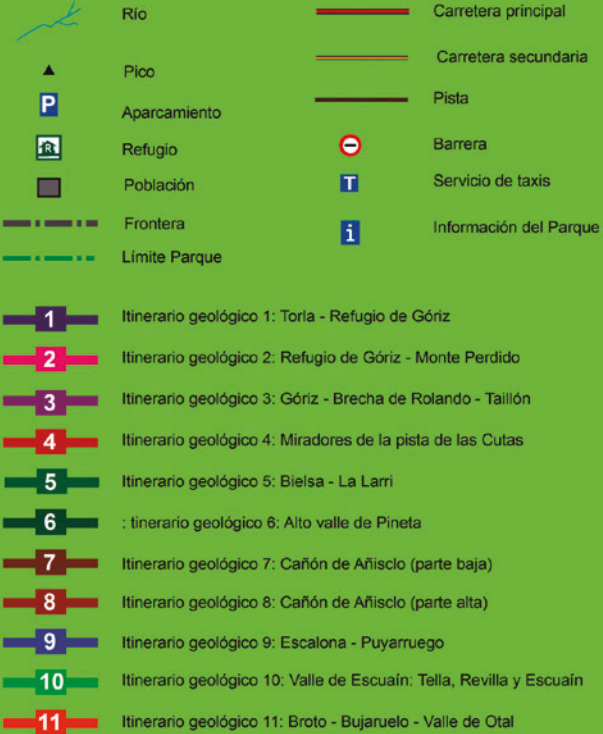 Río
Pico
P Aparcamiento
R Refugio
Población
Frontera
Límite Parque
Carretera principal
Carretera secundaria
Pista
Barrera
T Servicio de taxis
i Información del Parque
1 Itinerario geológico 1: Torla - Refugio de Góriz
2 Itinerario geológico 2: Refugio de Góriz - Monte Perdido
3 Itinerario geológico 3: Góriz - Brecha de Rolando - Taillón
4 Itinerario geológico 4: Miradores de la pista de las Cutas
5 Itinerario geológico 5: Bielsa - La Larri
6 : tinerario geológico 6: Alto valle de Pineta
7 Itinerario geológico 7: Cañón de Añisclo (parte baja)
8 Itinerario geológico 8: Cañón de Añisclo (parte alta)
9 Itinerario geológico 9: Escalona - Puyarruego
10 Itinerario geológico 10: Valle de Escuaín: Tella, Revilla y Escuaín
11 Itinerario geológico 11: Broto - Bujaruelo - Valle de Otal